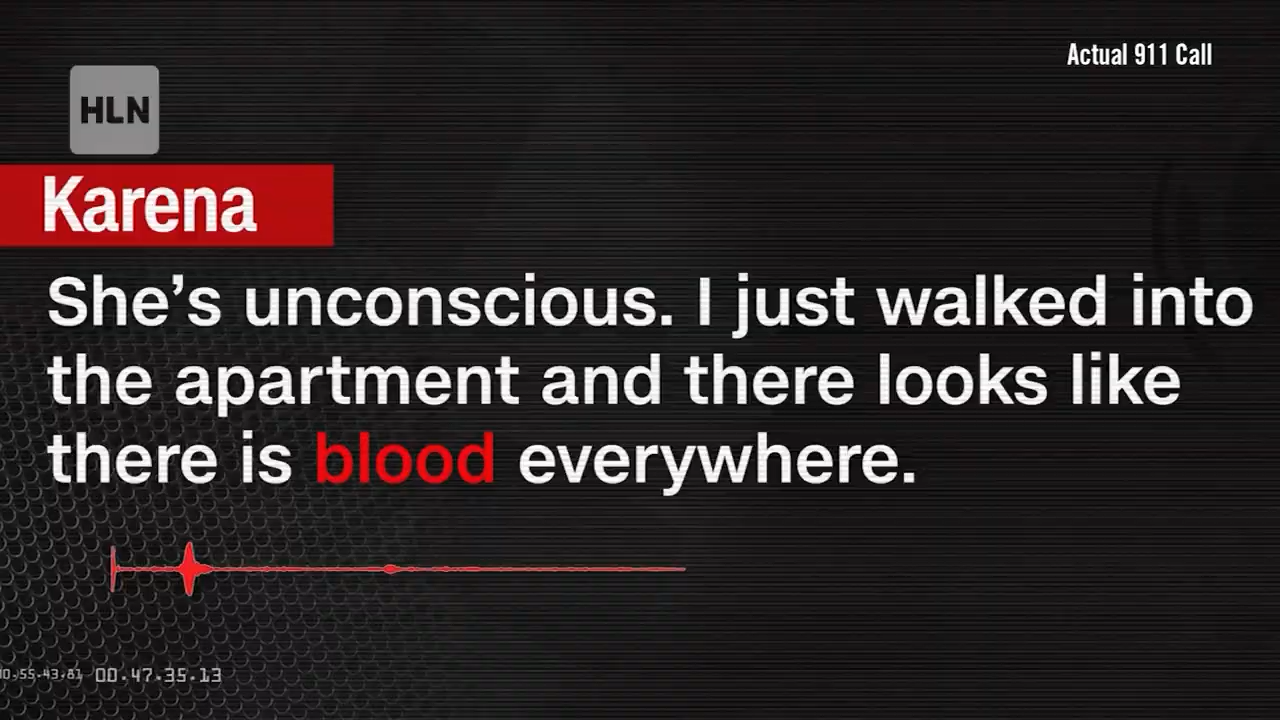 Actual 911 Call
HLN
Karena
She's unconscious. I just walked into
the apartment and there looks like
there is blood everywhere.
00.47.35.13